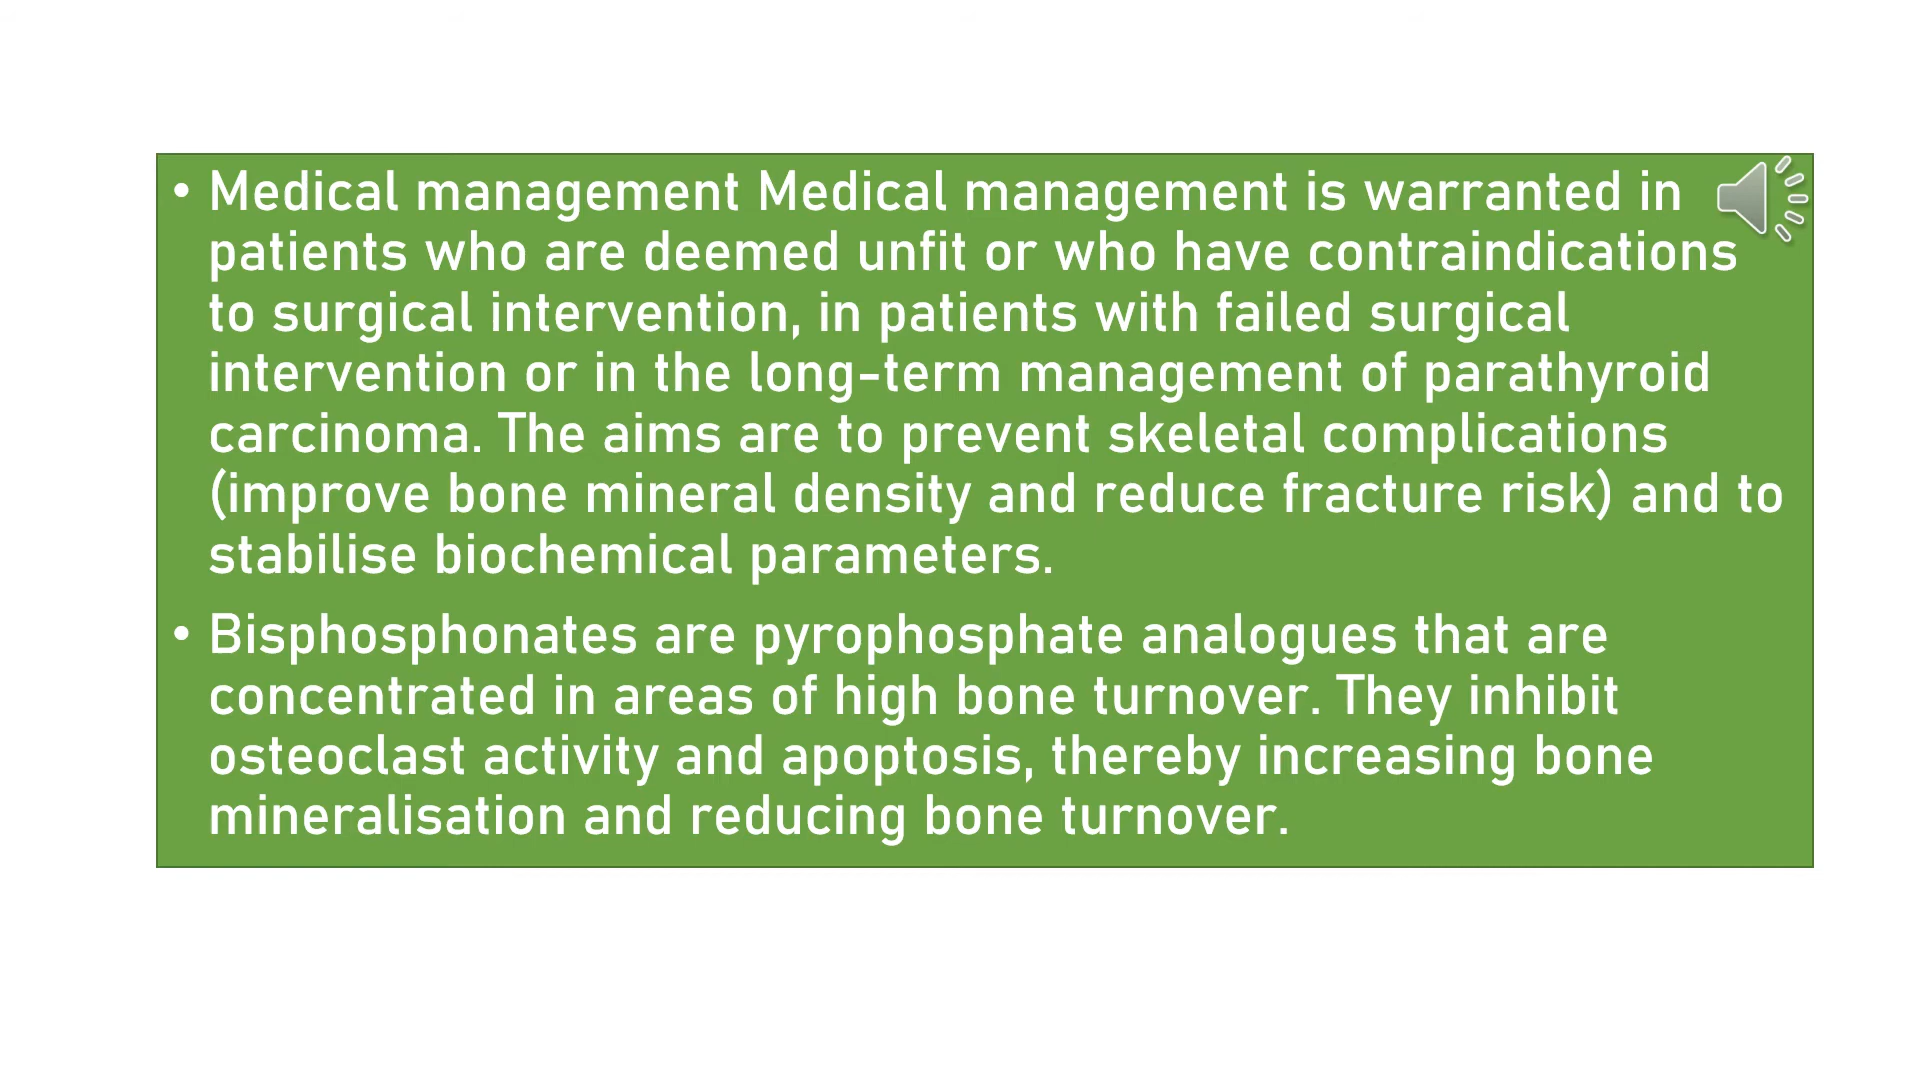 • Medical management Medical management is warranted in
patients who are deemed unfit or who have contraindications
to surgical intervention, in patients with failed surgical
intervention or in the long-term management of parathyroid
carcinoma. The aims are to prevent skeletal complications
(improve bone mineral density and reduce fracture risk) and to
stabilise biochemical parameters.
• Bisphosphonates are pyrophosphate analogues that are
concentrated in areas of high bone turnover. They inhibit
osteoclast activity and apoptosis, thereby increasing bone
mineralisation and reducing bone turnover.